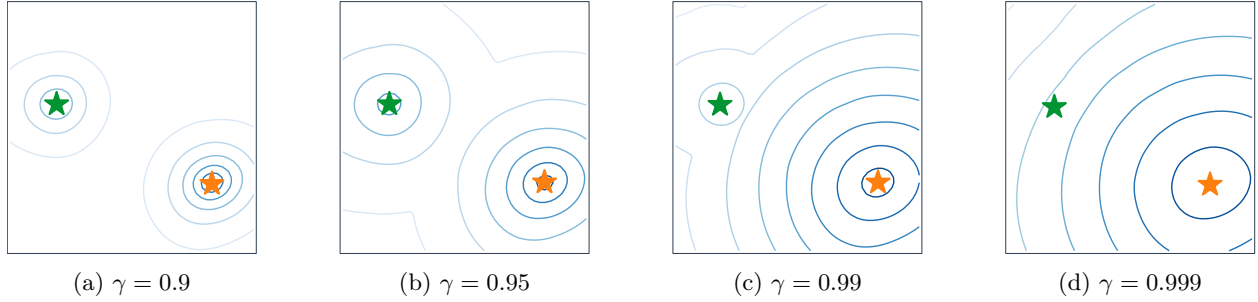 (a) γ = 0.9
(b) γ = 0.95
(c) γ = 0.99
(d) γ = 0.999